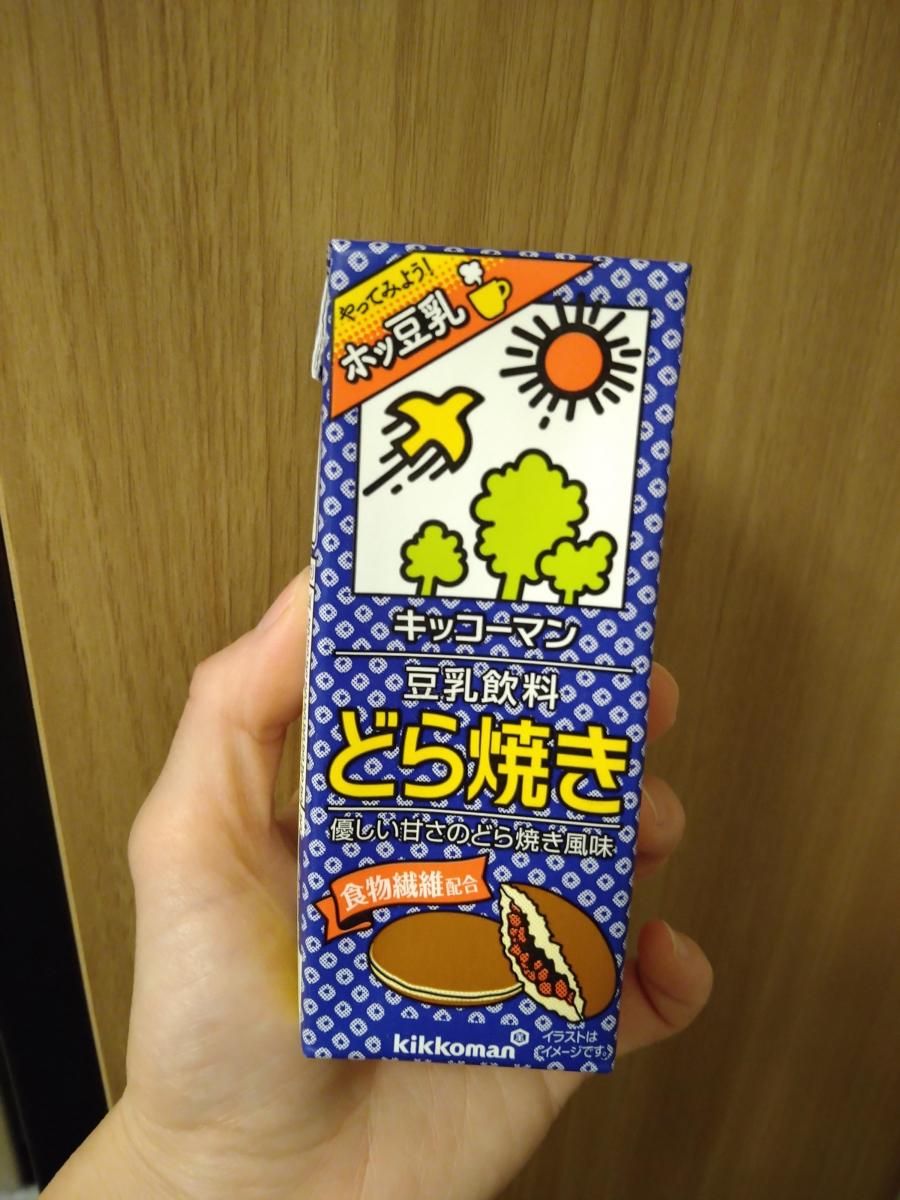 やってみよう!
ホッ豆乳
キッコーマン
豆乳飲料
どら焼き
優しい甘さのどら焼き風味
食物繊維配合
kikkoman
イラストは
イメージです。